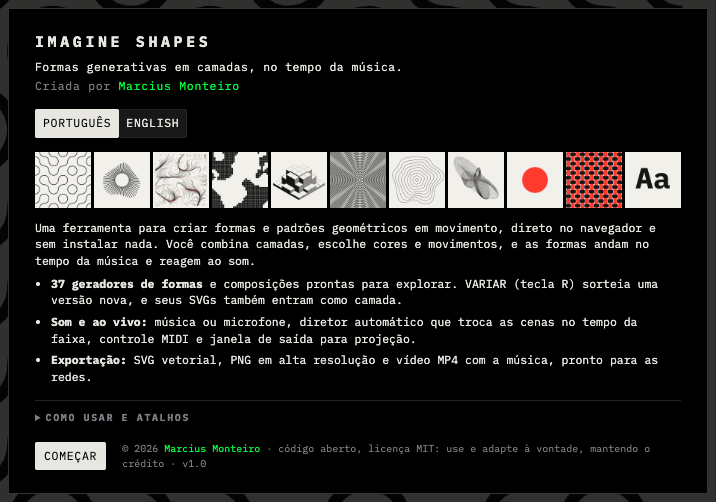 IMAGINE SHAPES
Formas generativas em camadas, no tempo da música.
Criada por Marcius Monteiro
PORTUGUÊS ENGLISH
Aa
Uma ferramenta para criar formas e padrões geométricos em movimento, direto no navegador e
sem instalar nada. Você combina camadas, escolhe cores e movimentos, e as formas andam no
tempo da música e reagem ao som.
• 37 geradores de formas e composições prontas para explorar. VARIAR (tecla R) sorteia uma
versão nova, e seus SVGs também entram como camada.
• Som e ao vivo: música ou microfone, diretor automático que troca as cenas no tempo da
faixa, controle MIDI e janela de saída para projeção.
• Exportação: SVG vetorial, PNG em alta resolução e vídeo MP4 com a música, pronto para as
redes.
▶ COMO USAR E ATALHOS
COMEÇAR
© 2026 Marcius Monteiro · código aberto, licença MIT: use e adapte à vontade, mantendo o
crédito · v1.0